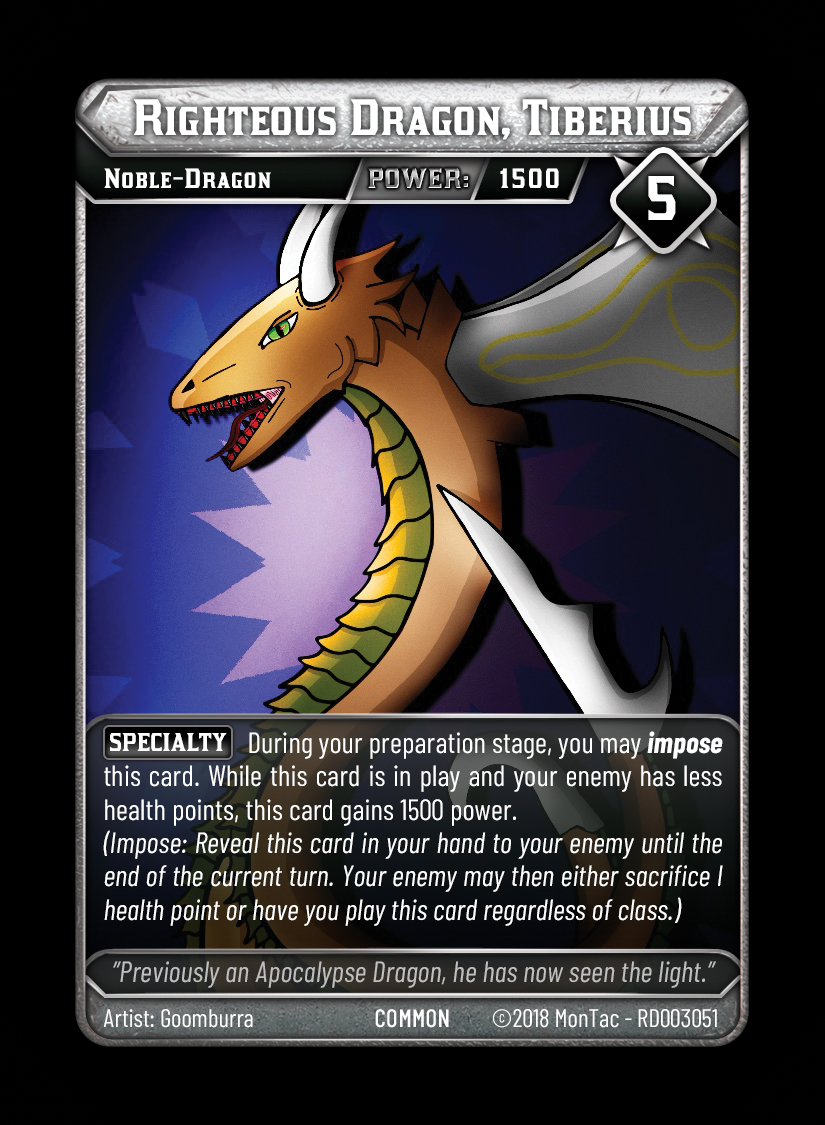 Righteous Dragon, Tiberius
Noble-Dragon POWER: 1500
5
SPECIALTY During your preparation stage, you may impose
this card. While this card is in play and your enemy has less
health points, this card gains 1500 power.
(Impose: Reveal this card in your hand to your enemy until the
end of the current turn. Your enemy may then either sacrifice 1
health point or have you play this card regardless of class.)
"Previously an Apocalypse Dragon, he has now seen the light."
Artist: Goomburra COMMON ©2018 MonTac - RD003051